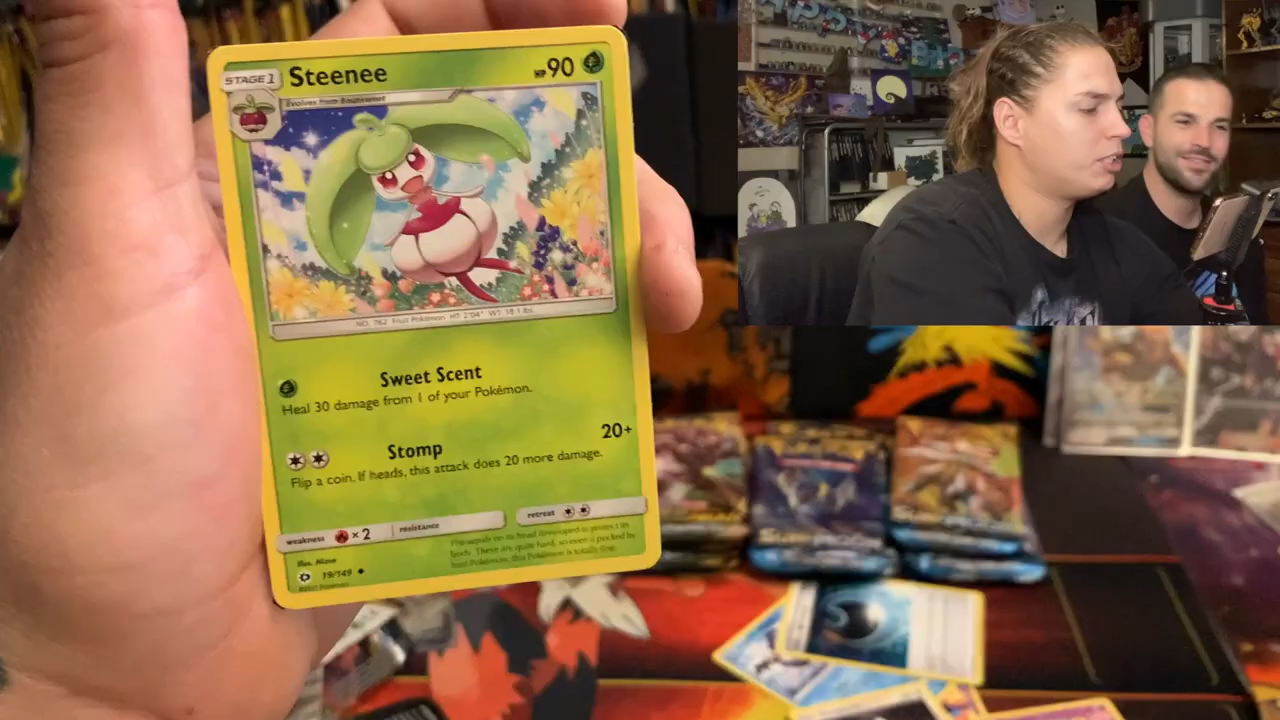 STAGE 1 Steenee HP 90
Evolves from Bounsweet
NO. 762 Fruit Pokémon HT 2'04" WT 18.1 lbs.
Sweet Scent
Heal 30 damage from 1 of your Pokémon.
Stomp 20+
Flip a coin. If heads, this attack does 20 more damage.
weakness × 2 resistance retreat
19/149